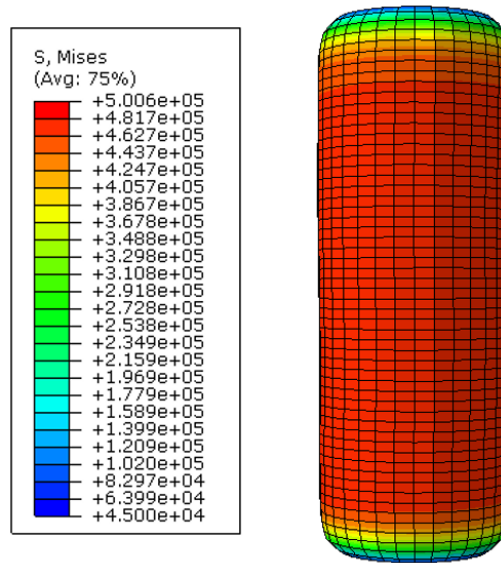 S, Mises
(Avg: 75%)
+5.006e+05
+4.817e+05
+4.627e+05
+4.437e+05
+4.247e+05
+4.057e+05
+3.867e+05
+3.678e+05
+3.488e+05
+3.298e+05
+3.108e+05
+2.918e+05
+2.728e+05
+2.538e+05
+2.349e+05
+2.159e+05
+1.969e+05
+1.779e+05
+1.589e+05
+1.399e+05
+1.209e+05
+1.020e+05
+8.297e+04
+6.399e+04
+4.500e+04